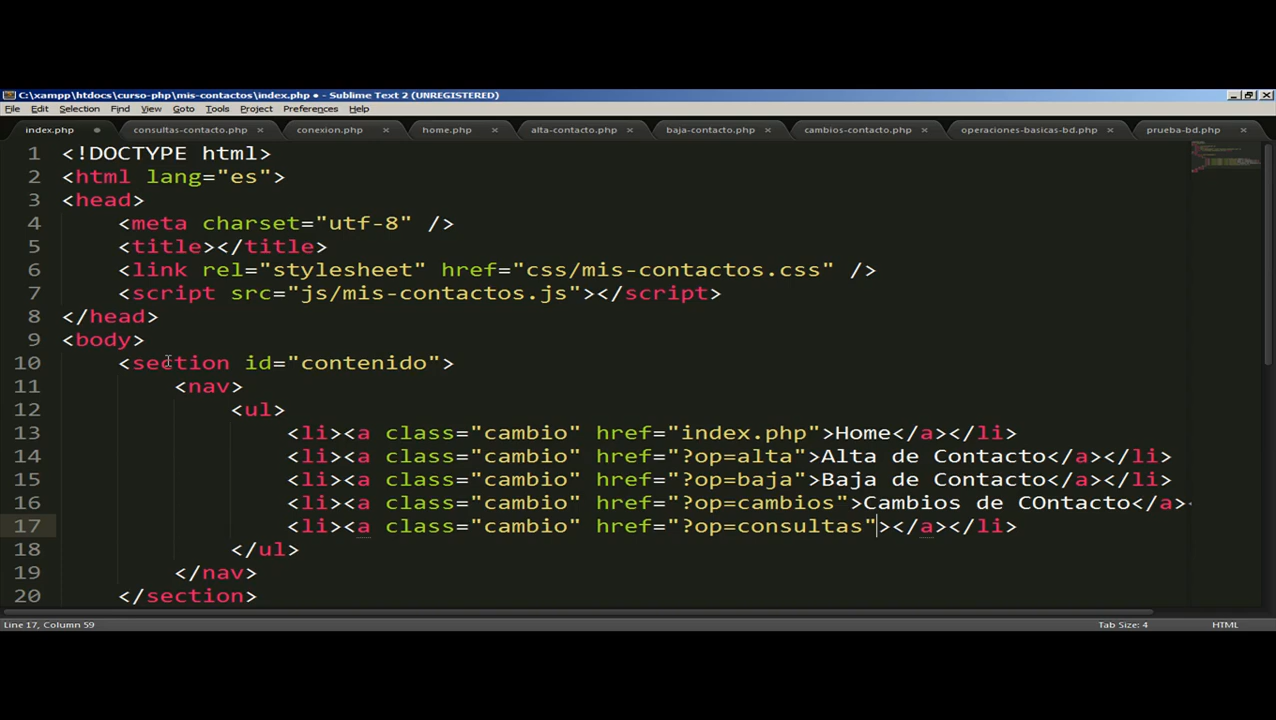 C:\xampp\htdocs\curso-php\mis-contactos\index.php • - Sublime Text 2 (UNREGISTERED)
File Edit Selection Find View Goto Tools Project Preferences Help
index.php consultas-contacto.php conexion.php home.php alta-contacto.php baja-contacto.php cambios-contacto.php operaciones-basicas-bd.php prueba-bd.php
1 <!DOCTYPE html>
2 <html lang="es">
3 <head>
4 <meta charset="utf-8" />
5 <title></title>
6 <link rel="stylesheet" href="css/mis-contactos.css" />
7 <script src="js/mis-contactos.js"></script>
8 </head>
9 <body>
10 <section id="contenido">
11 <nav>
12 <ul>
13 <li><a class="cambio" href="index.php">Home</a></li>
14 <li><a class="cambio" href="?op=alta">Alta de Contacto</a></li>
15 <li><a class="cambio" href="?op=baja">Baja de Contacto</a></li>
16 <li><a class="cambio" href="?op=cambios">Cambios de COntacto</a><
17 <li><a class="cambio" href="?op=consultas"></a></li>
18 </ul>
19 </nav>
20 </section>
Line 17, Column 59 Tab Size: 4 HTML